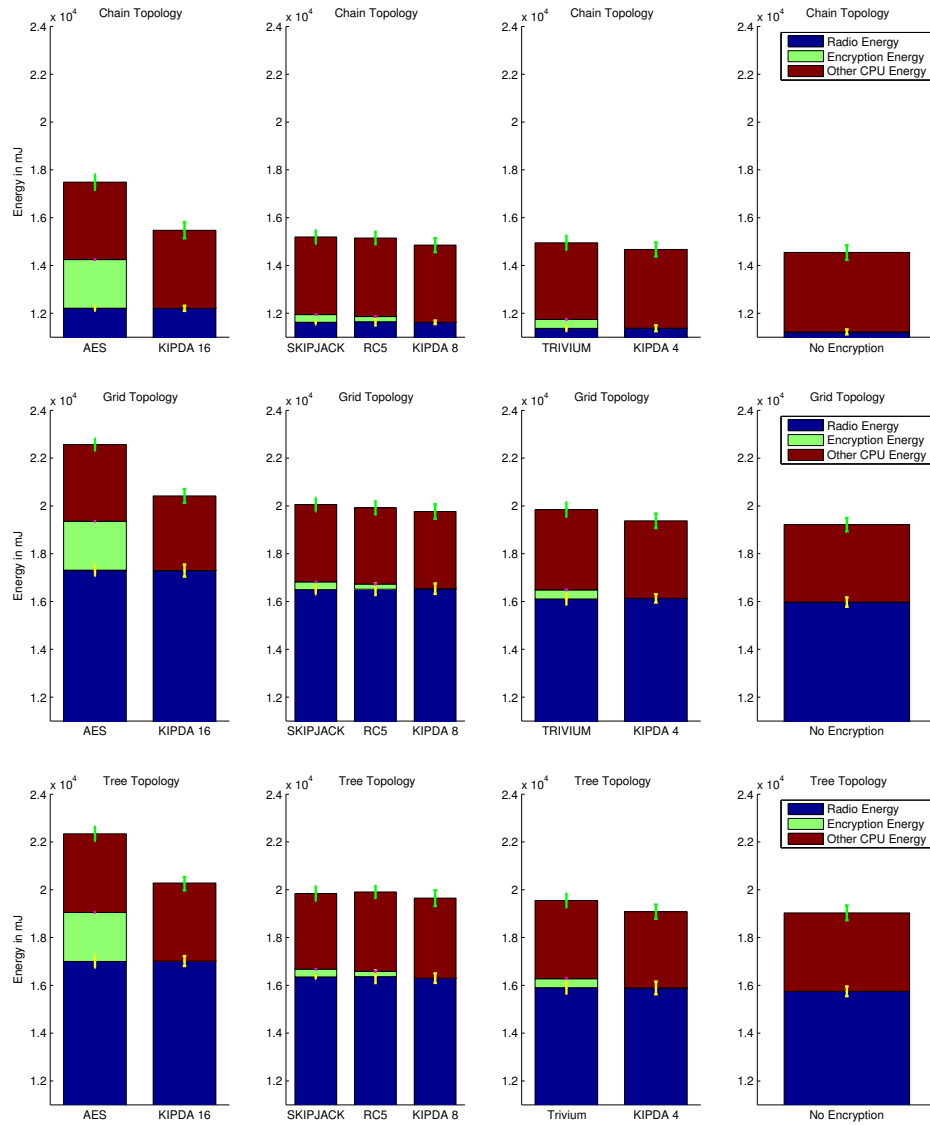 Chain Topology
x 10^4
2.4
2.2
2
1.8
1.6
1.4
1.2
Energy in mJ
AES
KIPDA 16
Chain Topology
x 10^4
2.4
2.2
2
1.8
1.6
1.4
1.2
SKIPJACK
RC5
KIPDA 8
Chain Topology
x 10^4
2.4
2.2
2
1.8
1.6
1.4
1.2
TRIVIUM
KIPDA 4
Chain Topology
x 10^4
2.4
2.2
2
1.8
1.6
1.4
1.2
Radio Energy
Encryption Energy
Other CPU Energy
No Encryption
Grid Topology
x 10^4
2.4
2.2
2
1.8
1.6
1.4
1.2
Energy in mJ
AES
KIPDA 16
Grid Topology
x 10^4
2.4
2.2
2
1.8
1.6
1.4
1.2
SKIPJACK
RC5
KIPDA 8
Grid Topology
x 10^4
2.4
2.2
2
1.8
1.6
1.4
1.2
TRIVIUM
KIPDA 4
Grid Topology
x 10^4
2.4
2.2
2
1.8
1.6
1.4
1.2
Radio Energy
Encryption Energy
Other CPU Energy
No Encryption
Tree Topology
x 10^4
2.4
2.2
2
1.8
1.6
1.4
1.2
Energy in mJ
AES
KIPDA 16
Tree Topology
x 10^4
2.4
2.2
2
1.8
1.6
1.4
1.2
SKIPJACK
RC5
KIPDA 8
Tree Topology
x 10^4
2.4
2.2
2
1.8
1.6
1.4
1.2
Trivium
KIPDA 4
Tree Topology
x 10^4
2.4
2.2
2
1.8
1.6
1.4
1.2
Radio Energy
Encryption Energy
Other CPU Energy
No Encryption